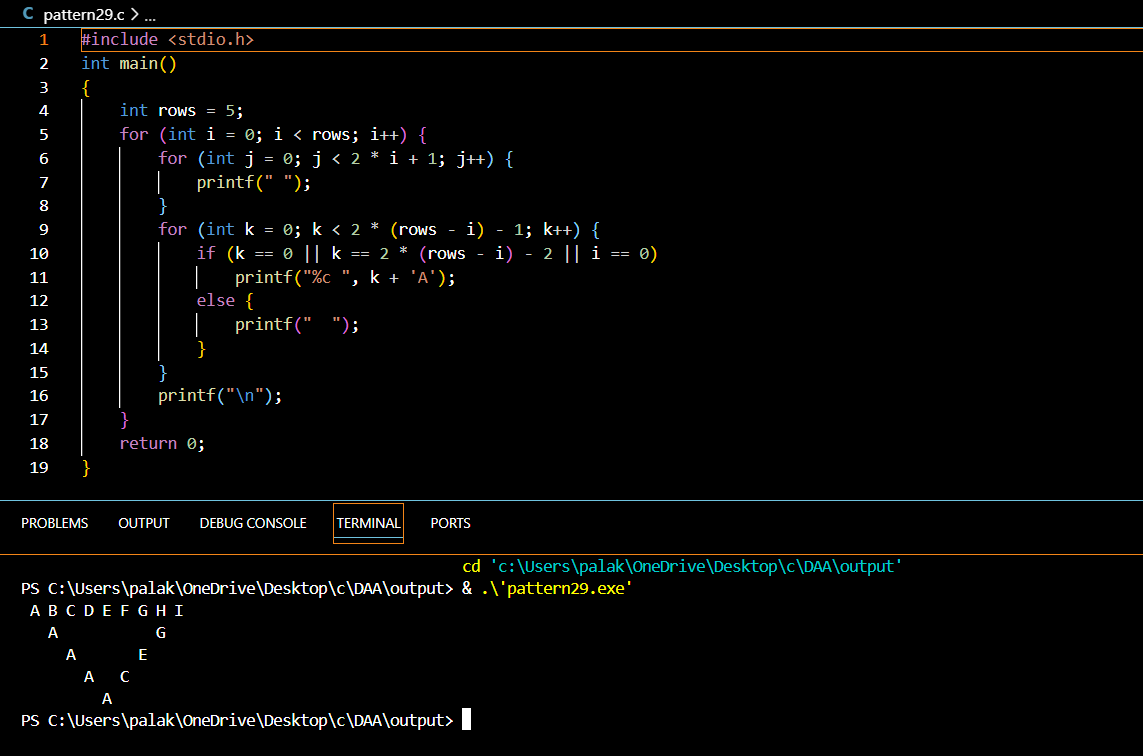 C pattern29.c > ...
1 #include <stdio.h>
2 int main()
3 {
4     int rows = 5;
5     for (int i = 0; i < rows; i++) {
6         for (int j = 0; j < 2 * i + 1; j++) {
7             printf(" ");
8         }
9         for (int k = 0; k < 2 * (rows - i) - 1; k++) {
10             if (k == 0 || k == 2 * (rows - i) - 2 || i == 0)
11                 printf("%c ", k + 'A');
12             else {
13                 printf("  ");
14             }
15         }
16         printf("\n");
17     }
18     return 0;
19 }
PROBLEMS OUTPUT DEBUG CONSOLE TERMINAL PORTS
cd 'c:\Users\palak\OneDrive\Desktop\c\DAA\output'
PS C:\Users\palak\OneDrive\Desktop\c\DAA\output> & .\'pattern29.exe'
 A B C D E F G H I
   A           G
     A       E
       A   C
         A
PS C:\Users\palak\OneDrive\Desktop\c\DAA\output>